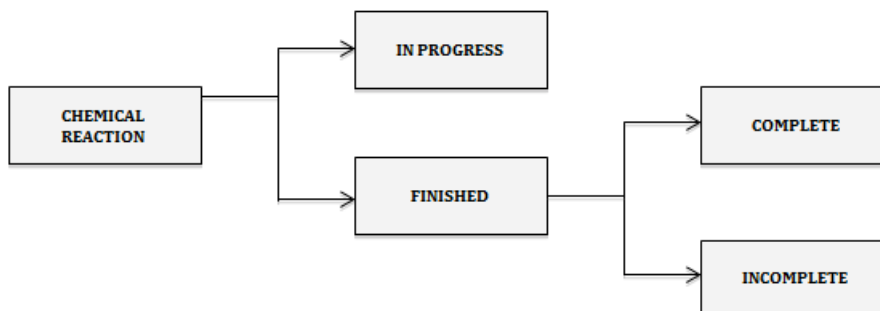 IN PROGRESS
CHEMICAL
REACTION
COMPLETE
FINISHED
INCOMPLETE